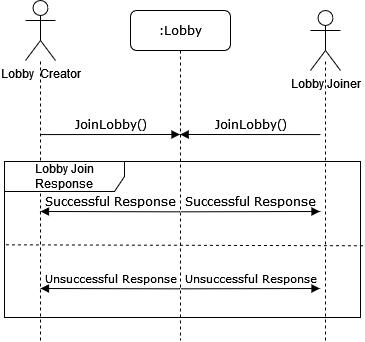 :Lobby
Lobby Creator
Lobby Joiner
JoinLobby() JoinLobby()
Lobby Join
Response
Successful Response Successful Response
Unsuccessful Response Unsuccessful Response